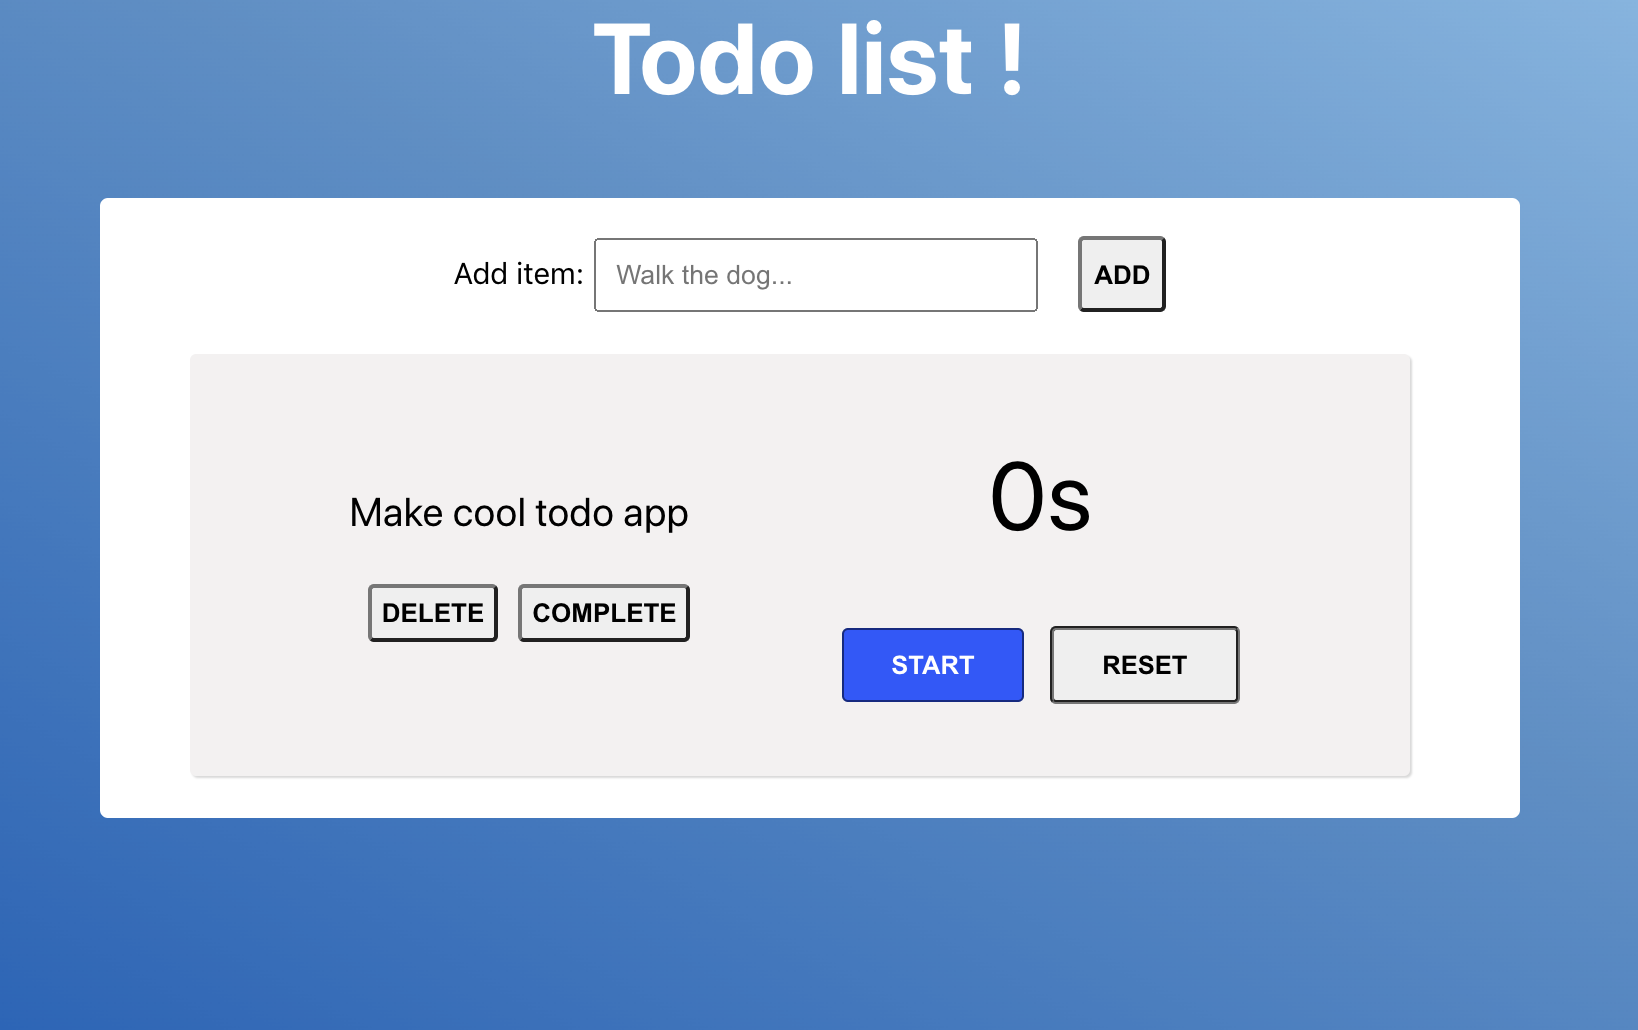 Todo list !
Add item: Walk the dog... ADD
Make cool todo app
0s
DELETE COMPLETE
START RESET